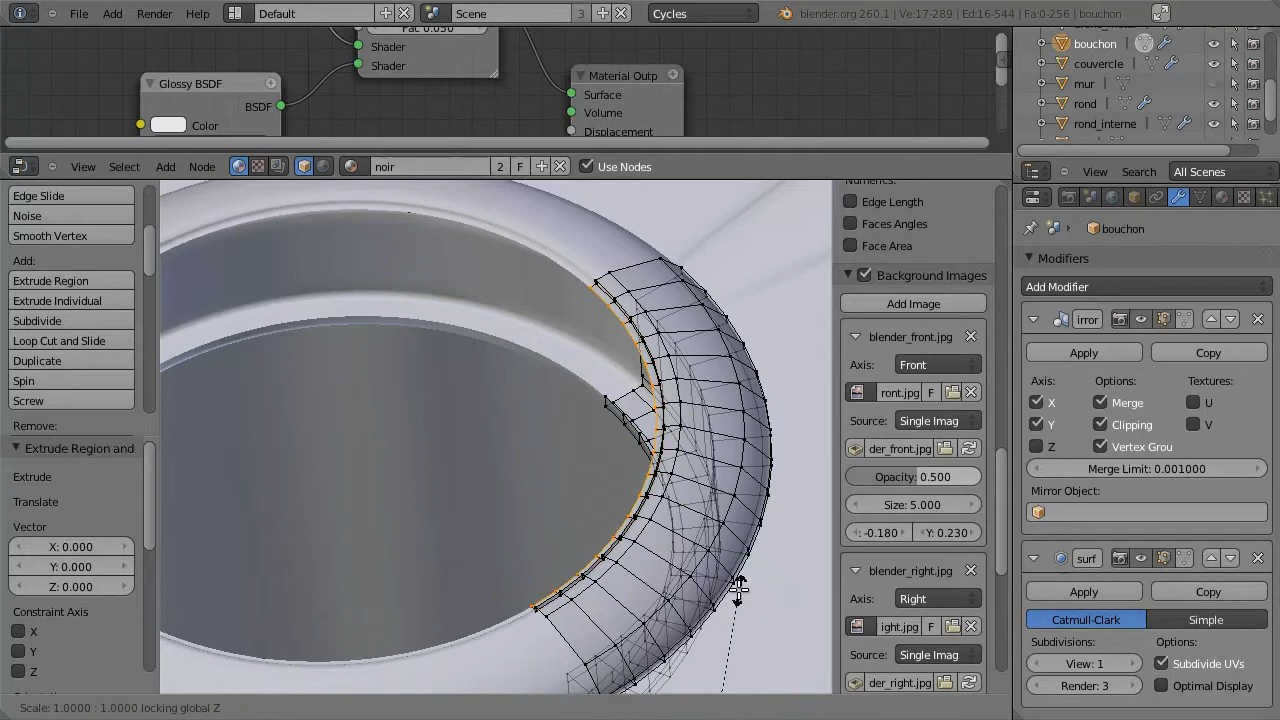 File Add Render Help Default Scene 3 Cycles blender.org 260.1 | Ve:17-289 | Ed:16-544 | Fa:0-256 | bouchon
Fac 0.050
Shader
Shader
Glossy BSDF
BSDF
Color
Material Outp
Surface
Volume
Displacement
bouchon
couvercle
mur
rond
rond_interne
View Select Add Node noir 2 F Use Nodes
View Search All Scenes
Edge Slide
Noise
Smooth Vertex
Add:
Extrude Region
Extrude Individual
Subdivide
Loop Cut and Slide
Duplicate
Spin
Screw
Remove:
Extrude Region and
Extrude
Translate
Vector
X: 0.000
Y: 0.000
Z: 0.000
Constraint Axis
X
Y
Z
Scale: 1.0000 : 1.0000 locking global Z
Edge Length
Faces Angles
Face Area
Background Images
Add Image
blender_front.jpg
Axis: Front
ront.jpg F
Source: Single Imag
der_front.jpg
Opacity: 0.500
Size: 5.000
: -0.180 Y: 0.230
blender_right.jpg
Axis: Right
ight.jpg F
Source: Single Imag
der_right.jpg
bouchon
Modifiers
Add Modifier
irror
Apply Copy
Axis: Options: Textures:
X Merge U
Y Clipping V
Z Vertex Grou
Merge Limit: 0.001000
Mirror Object:
surf
Apply Copy
Catmull-Clark Simple
Subdivisions: Options:
View: 1 Subdivide UVs
Render: 3 Optimal Display